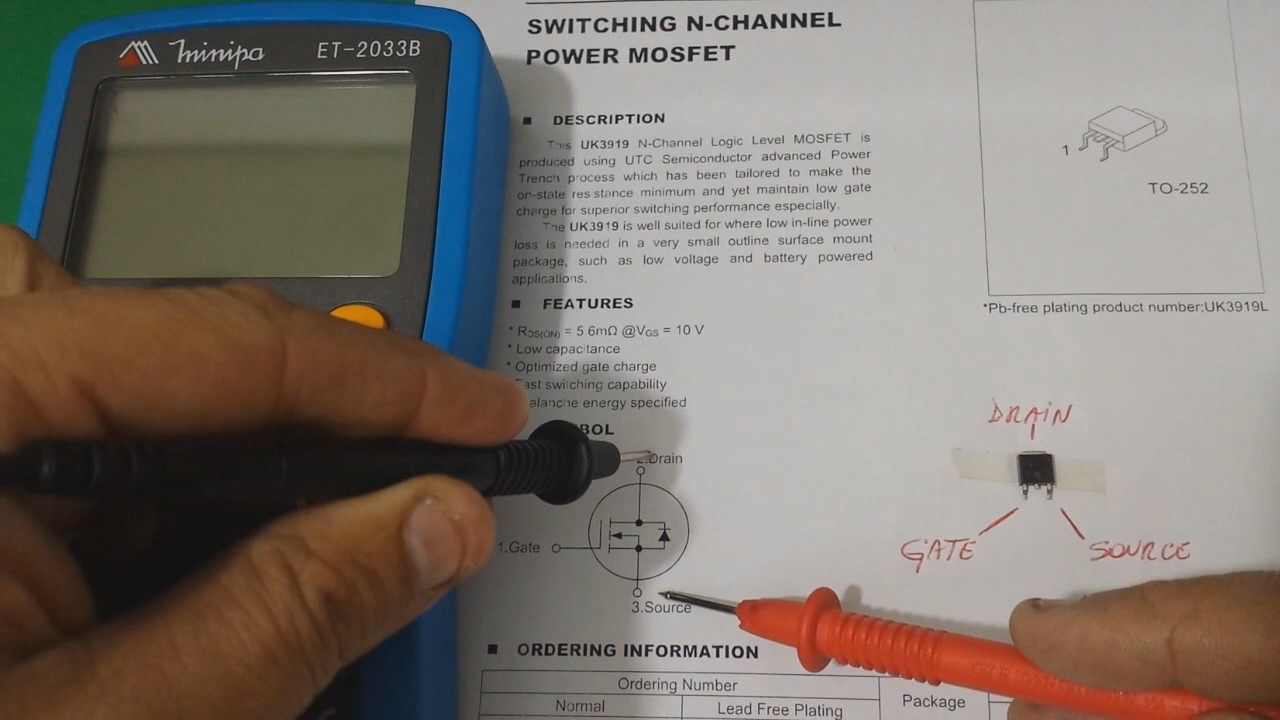 minipa ET-2033B
SWITCHING N-CHANNEL
POWER MOSFET
■ DESCRIPTION
This UK3919 N-Channel Logic Level MOSFET is
produced using UTC Semiconductor advanced Power
Trench process which has been tailored to make the
on-state resistance minimum and yet maintain low gate
charge for superior switching performance especially.
The UK3919 is well suited for where low in-line power
loss is needed in a very small outline surface mount
package, such as low voltage and battery powered
applications.
■ FEATURES
* RDS(ON) = 5.6mΩ @VGS = 10 V
* Low capacitance
* Optimized gate charge
Fast switching capability
alanche energy specified
BOL
2.Drain
1.Gate
3.Source
1
TO-252
*Pb-free plating product number:UK3919L
DRAIN
GATE
SOURCE
■ ORDERING INFORMATION
Ordering Number
Package
Normal
Lead Free Plating